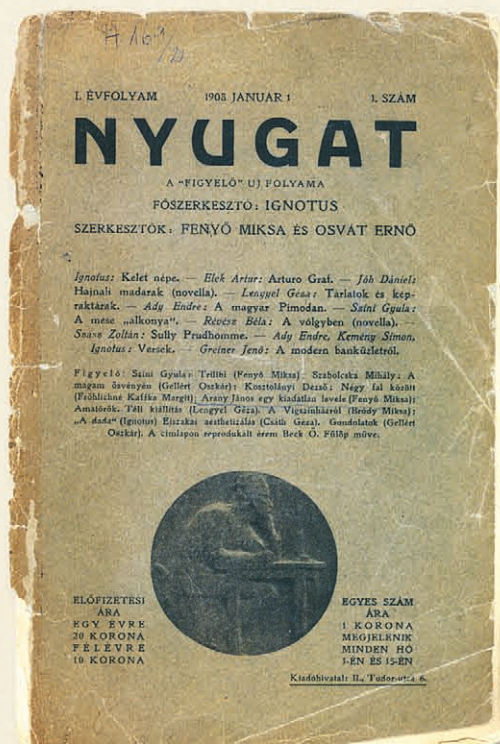 I. ÉVFOLYAM 1908 JANUÁR 1 1. SZÁM
NYUGAT
A "FIGYELŐ" UJ FOLYAMA
FŐSZERKESZTŐ: IGNOTUS
SZERKESZTŐK: FENYŐ MIKSA ÉS OSVÁT ERNŐ
Ignotus: Kelet népe. — Elek Artur: Arturo Graf. — Jób Dániel:
Hajnali madarak (novella). — Lengyel Géza: Tárlatok és kép-
raktárak. — Ady Endre: A magyar Pimodan. — Szini Gyula:
A mese „alkonya". — Révész Béla: A völgyben (novella). —
Szász Zoltán: Sully Prudhomme. — Ady Endre, Kemény Simon,
Ignotus: Versek. — Greiner Jenő: A modern banküzletről.
Figyelő: Szini Gyula: Trilibi (Fenyő Miksa) Szabolcska Mihály: A
magam ösvényén (Gellért Oszkár); Kosztolányi Dezső: Négy fal között
(Fröhlichné Kaffka Margit); Arany János egy kiadatlan levele (Fenyő Miksa);
Amatőrök. Téli kiállítás (Lengyel Géza). A Vígszínházról (Bródy Miksa);
„A dada" (Ignotus) Éjszakai aesthetizálás (Csáth Géza). Gondolatok (Gellért
Oszkár). A címlapon reprodukált érem Beck Ö. Fülöp műve.
ELŐFIZETÉSI
ÁRA
EGY ÉVRE
20 KORONA
FÉLÉVRE
10 KORONA
EGYES SZÁM
ÁRA
1 KORONA
MEGJELENIK
MINDEN HÓ
1-ÉN ÉS 15-ÉN
Kiadóhivatal: II., Tudor-utca 6.